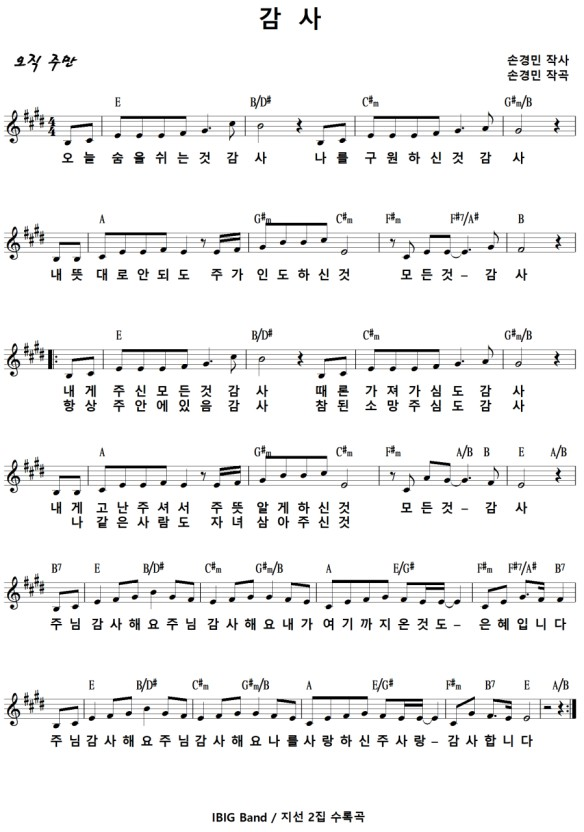 감 사
오직 주만
손경민 작사
손경민 작곡
E B/D# C#m G#m/B
4 4
오 늘 숨 을 쉬 는 것 감 사 나 를 구 원 하 신 것 감 사
A G#m C#m F#m F#7/A# B
내 뜻 대 로 안 되 도 주 가 인 도 하 신 것 모 든 것 – 감 사
E B/D# C#m G#m/B
내 게 주 신 모 든 것 감 사 때 론 가 져 가 심 도 감 사
항 상 주 안 에 있 음 감 사 참 된 소 망 주 심 도 감 사
A G#m C#m F#m A/B B E A/B
내 게 고 난 주 셔 서 주 뜻 알 게 하 신 것 모 든 것 – 감 사
나 같 은 사 람 도 자 녀 삼 아 주 신 것
B7 E B/D# C#m G#m/B A E/G# F#m F#7/A# B7
주 님 감 사 해 요 주 님 감 사 해 요 내 가 여 기 까 지 온 것 도 – 은 혜 입 니 다
E B/D# C#m G#m/B A E/G# F#m B7 E A/B
주 님 감 사 해 요 주 님 감 사 해 요 나 를 사 랑 하 신 주 사 랑 – 감 사 합 니 다
IBIG Band / 지선 2집 수록곡